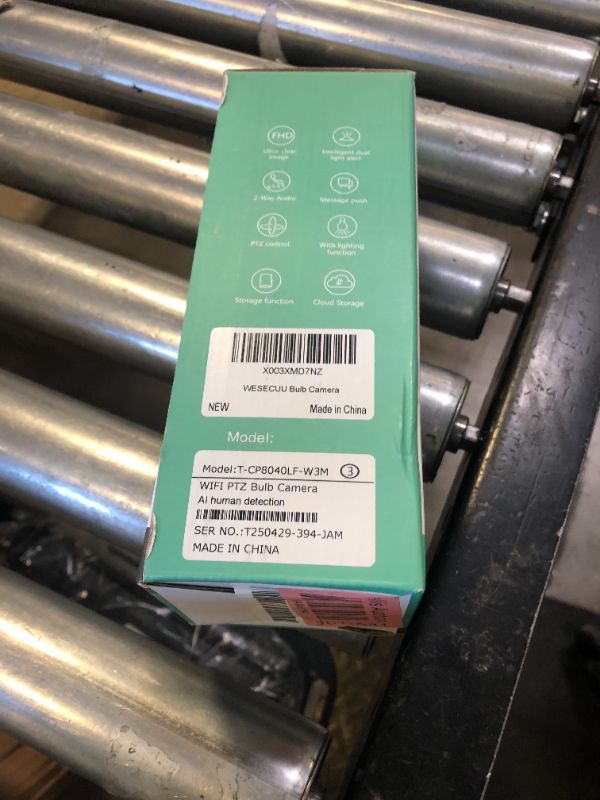 FHD
Ultra clear
image
Intelligent dual
light alert
2-Way Audio
Message push
PTZ control
With lighting
function
Storage function
Cloud Storage
X003XMD7NZ
WESECUU Bulb Camera
NEW Made in China
Model:
Model:T-CP8040LF-W3M 3
WIFI PTZ Bulb Camera
AI human detection
SER NO.:T250429-394-JAM
MADE IN CHINA